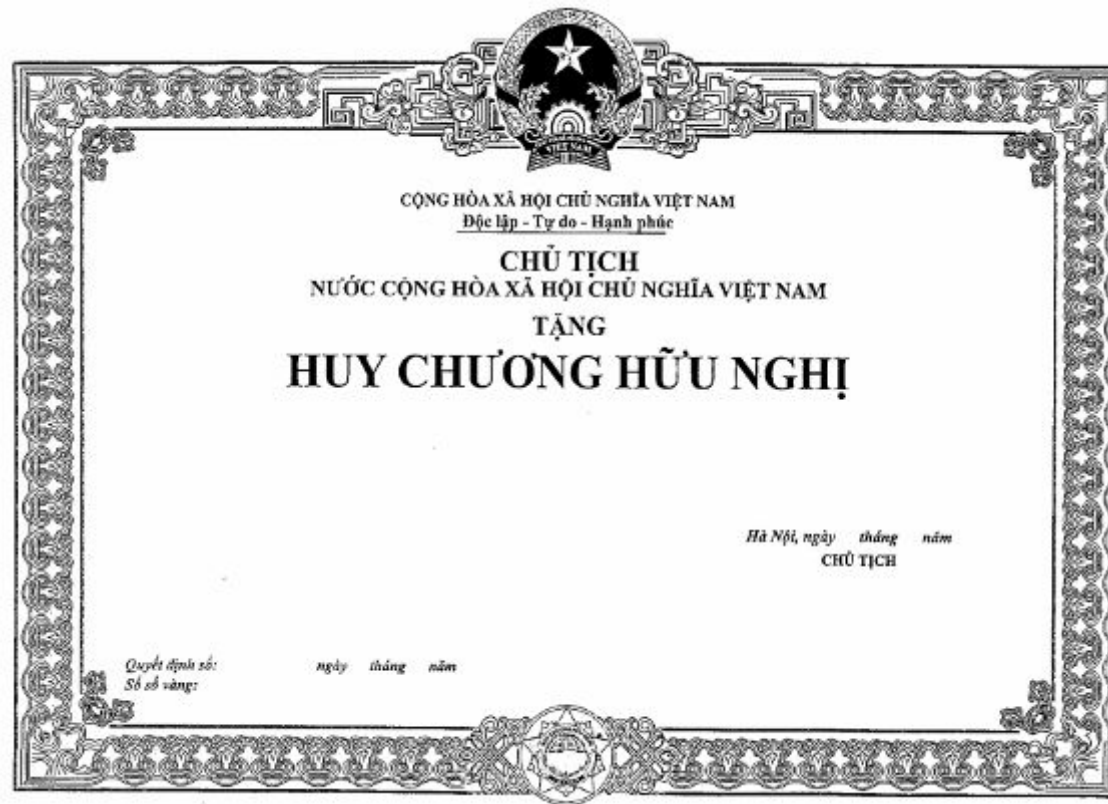 VIỆT NAM
CỘNG HÒA XÃ HỘI CHỦ NGHĨA VIỆT NAM
Độc lập - Tự do - Hạnh phúc
CHỦ TỊCH
NƯỚC CỘNG HÒA XÃ HỘI CHỦ NGHĨA VIỆT NAM
TẶNG
HUY CHƯƠNG HỮU NGHỊ
Hà Nội, ngày tháng năm
CHỦ TỊCH
Quyết định số: ngày tháng năm
Số sổ vàng: